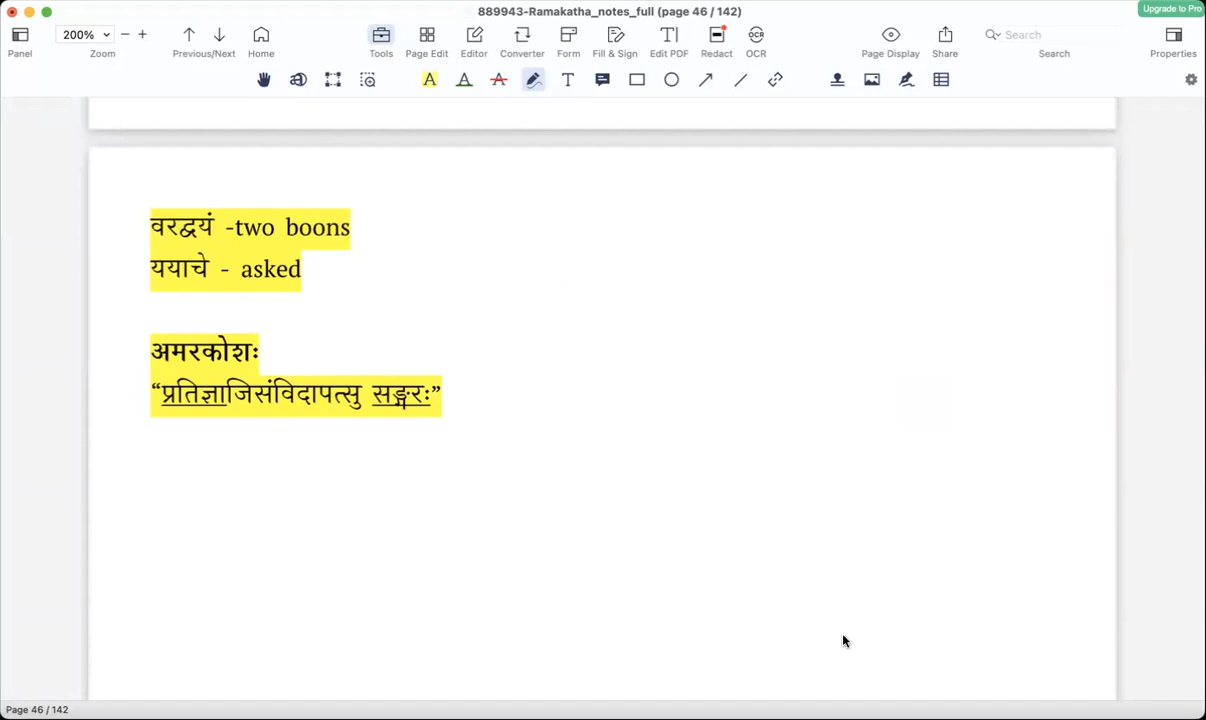 889943-Ramakatha_notes_full (page 46 / 142)
Upgrade to Pro
200%
Panel Zoom Previous/Next Home Tools Page Edit Editor Converter Form Fill & Sign Edit PDF Redact OCR Page Display Share Search Properties
Search
वरद्वयं -two boons
ययाचे - asked
अमरकोशः
“प्रतिज्ञाजिसंविदापत्सु सङ्गरः”
Page 46 / 142